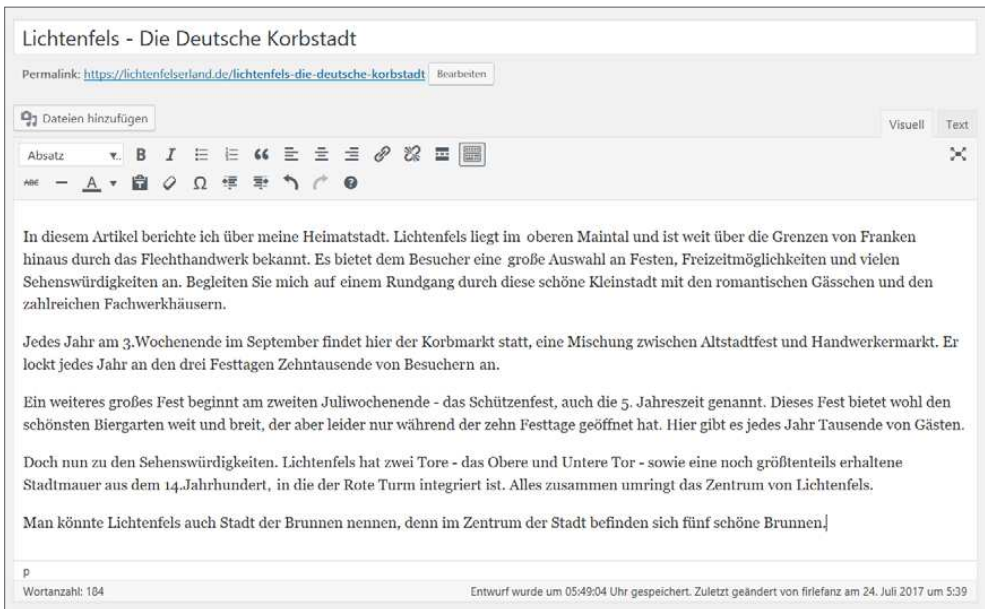 Lichtenfels - Die Deutsche Korbstadt
Permalink: https://lichtenfelserland.de/lichtenfels-die-deutsche-korbstadt Bearbeiten
Dateien hinzufügen
Visuell Text
Absatz
In diesem Artikel berichte ich über meine Heimatstadt. Lichtenfels liegt im oberen Maintal und ist weit über die Grenzen von Franken
hinaus durch das Flechthandwerk bekannt. Es bietet dem Besucher eine große Auswahl an Festen, Freizeitmöglichkeiten und vielen
Sehenswürdigkeiten an. Begleiten Sie mich auf einem Rundgang durch diese schöne Kleinstadt mit den romantischen Gässchen und den
zahlreichen Fachwerkhäusern.
Jedes Jahr am 3.Wochenende im September findet hier der Korbmarkt statt, eine Mischung zwischen Altstadtfest und Handwerkermarkt. Er
lockt jedes Jahr an den drei Festtagen Zehntausende von Besuchern an.
Ein weiteres großes Fest beginnt am zweiten Juliwochenende - das Schützenfest, auch die 5. Jahreszeit genannt. Dieses Fest bietet wohl den
schönsten Biergarten weit und breit, der aber leider nur während der zehn Festtage geöffnet hat. Hier gibt es jedes Jahr Tausende von Gästen.
Doch nun zu den Sehenswürdigkeiten. Lichtenfels hat zwei Tore - das Obere und Untere Tor - sowie eine noch größtenteils erhaltene
Stadtmauer aus dem 14.Jahrhundert, in die der Rote Turm integriert ist. Alles zusammen umringt das Zentrum von Lichtenfels.
Man könnte Lichtenfels auch Stadt der Brunnen nennen, denn im Zentrum der Stadt befinden sich fünf schöne Brunnen.
p
Wortanzahl: 184 Entwurf wurde um 05:49:04 Uhr gespeichert. Zuletzt geändert von firlefanz am 24. Juli 2017 um 5:39